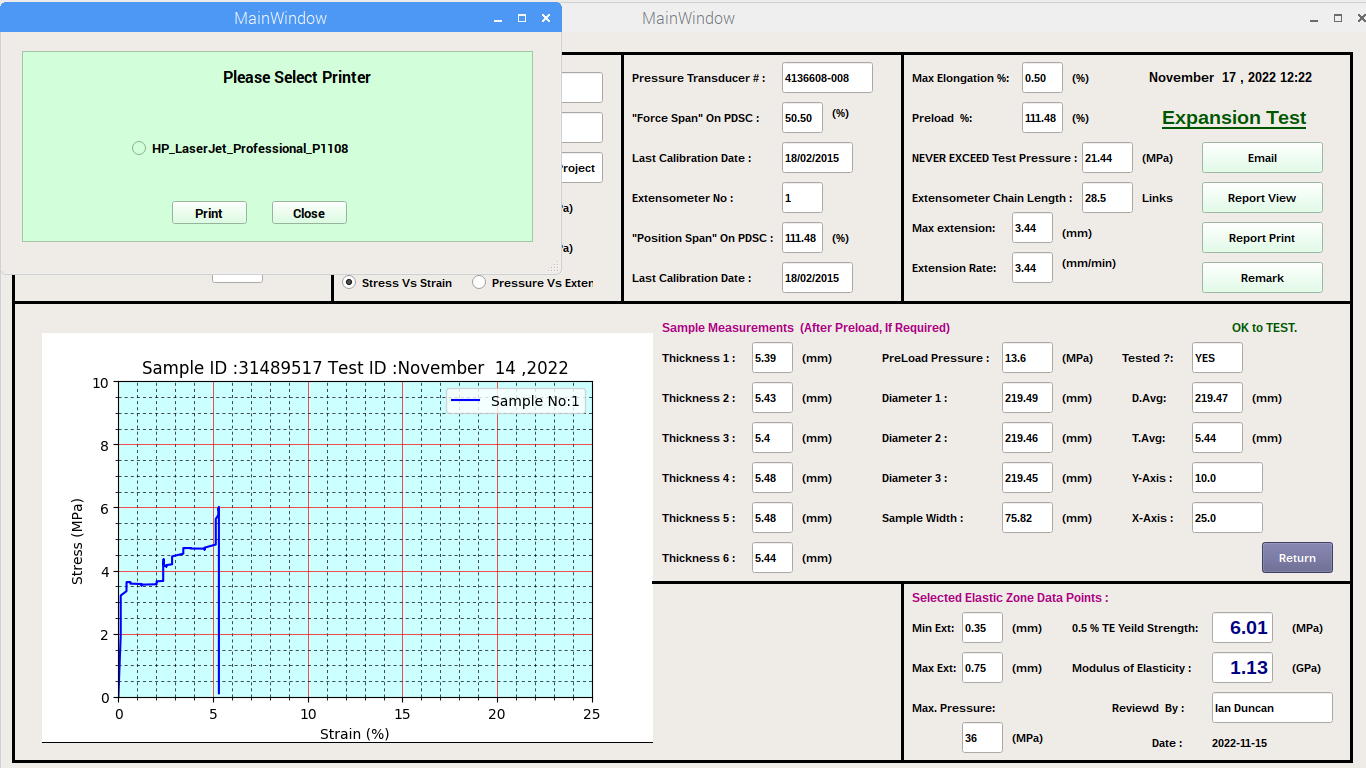 MainWindow
MainWindow
Please Select Printer
HP_LaserJet_Professional_P1108
Print Close
Stress Vs Strain Pressure Vs Exten
Pressure Transducer # : 4136608-008
"Force Span" On PDSC : 50.50 (%)
Last Calibration Date : 18/02/2015
Extensometer No : 1
"Position Span" On PDSC : 111.48 (%)
Last Calibration Date : 18/02/2015
Max Elongation %: 0.50 (%)
Preload %: 111.48 (%)
NEVER EXCEED Test Pressure : 21.44 (MPa)
Extensometer Chain Length : 28.5 Links
Max extension: 3.44 (mm)
Extension Rate: 3.44 (mm/min)
November 17 , 2022 12:22
Expansion Test
Email
Report View
Report Print
Remark
Sample ID :31489517 Test ID :November 14 ,2022
Sample No:1
10
8
6
4
2
0
Stress (MPa)
0 5 10 15 20 25
Strain (%)
Sample Measurements (After Preload, If Required) OK to TEST.
Thickness 1 : 5.39 (mm) PreLoad Pressure : 13.6 (MPa) Tested ?: YES
Thickness 2 : 5.43 (mm) Diameter 1 : 219.49 (mm) D.Avg: 219.47 (mm)
Thickness 3 : 5.4 (mm) Diameter 2 : 219.46 (mm) T.Avg: 5.44 (mm)
Thickness 4 : 5.48 (mm) Diameter 3 : 219.45 (mm) Y-Axis : 10.0
Thickness 5 : 5.48 (mm) Sample Width : 75.82 (mm) X-Axis : 25.0
Thickness 6 : 5.44 (mm) Return
Selected Elastic Zone Data Points :
Min Ext: 0.35 (mm) 0.5 % TE Yeild Strength: 6.01 (MPa)
Max Ext: 0.75 (mm) Modulus of Elasticity : 1.13 (GPa)
Max. Pressure: Reviewd By : Ian Duncan
36 (MPa) Date : 2022-11-15